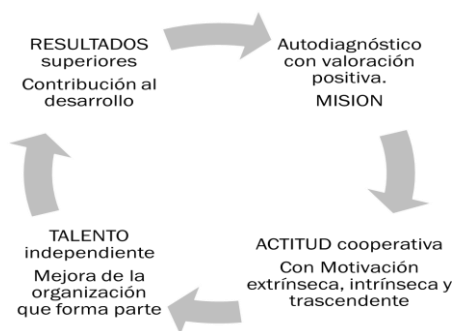 RESULTADOS
superiores
Contribución al
desarrollo
Autodiagnóstico
con valoración
positiva.
MISION
ACTITUD cooperativa
Con Motivación
extrínseca, intrínseca y
trascendente
TALENTO
independiente
Mejora de la
organización
que forma parte